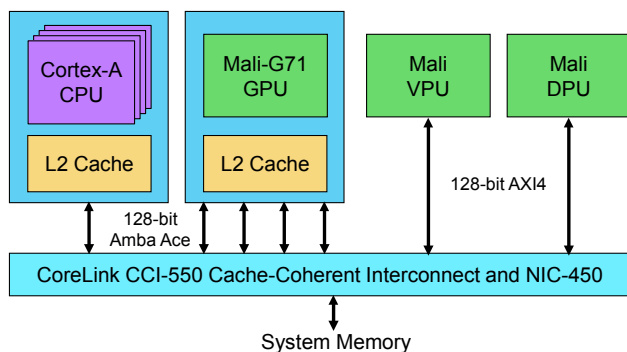 Cortex-A
CPU
L2 Cache
Mali-G71
GPU
L2 Cache
Mali
VPU
Mali
DPU
128-bit
Amba Ace
128-bit AXI4
CoreLink CCI-550 Cache-Coherent Interconnect and NIC-450
System Memory